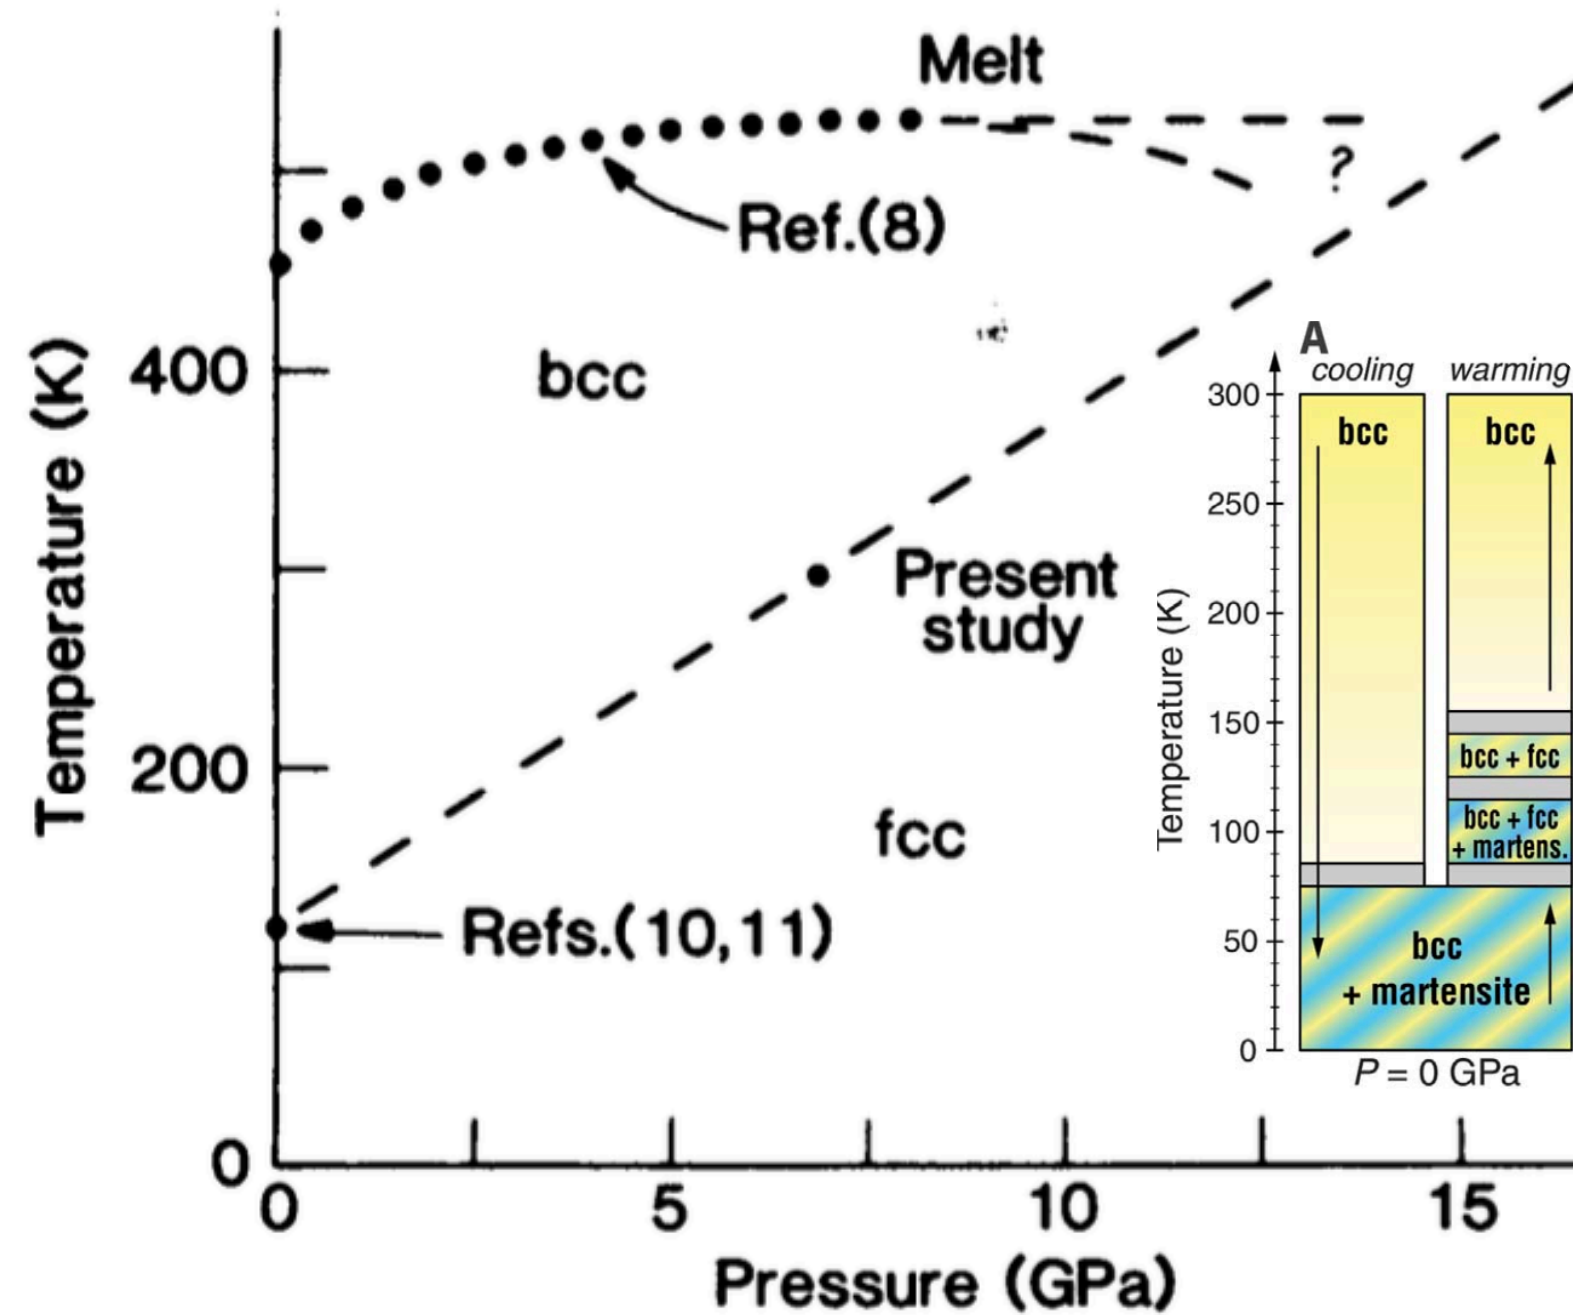 Melt
?
Ref.(8)
400
bcc
Temperature (K)
Present
study
200
fcc
Refs.(10,11)
0
0
5
10
15
Pressure (GPa)
A
cooling
warming
300
bcc
bcc
250
200
Temperature (K)
150
bcc + fcc
100
bcc + fcc
+ martens.
50
bcc
+ martensite
0
P = 0 GPa